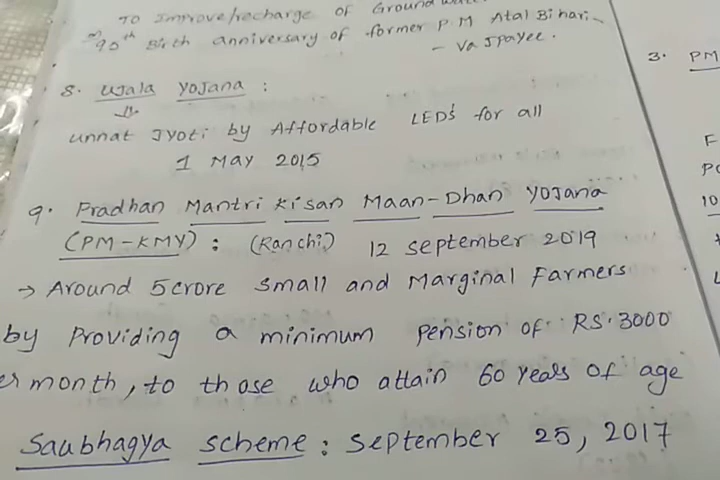 To Improve/recharge of Ground
90th Birth anniversary of former P M Atal Bihari
- Vajpayee.
8. Ujala Yojana :
unnat Jyoti by Affordable LED's for all
1 May 2015
9. Pradhan Mantri Kisan Maan-Dhan Yojana
(PM-KMY) : (Ranchi) 12 september 2019
→ Around 5 crore small and Marginal Farmers
by Providing a minimum pension of RS.3000
month, to those who attain 60 years of age
Saubhagya scheme : september 25, 2017
3. PM
F
10